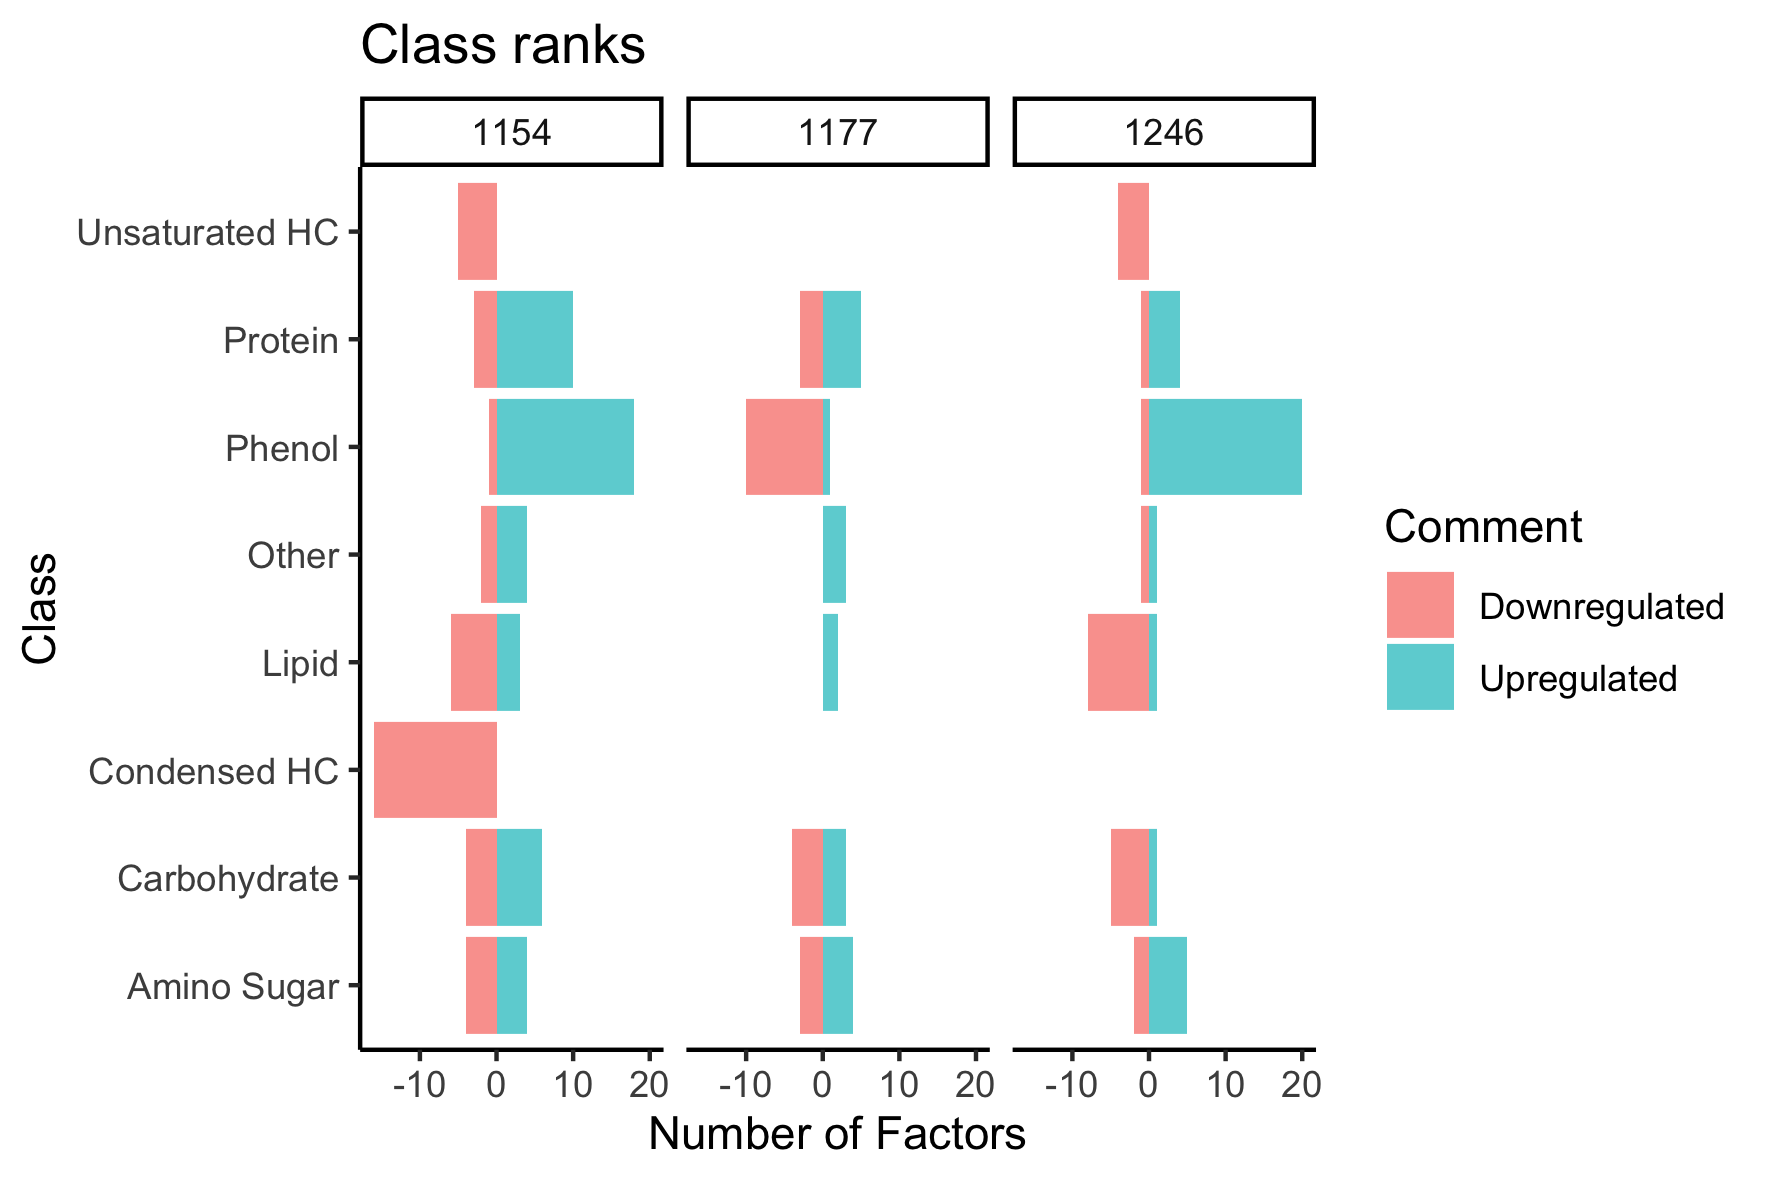 Class ranks
1154 1177 1246
Unsaturated HC
Protein
Phenol
Other
Lipid
Condensed HC
Carbohydrate
Amino Sugar
Class
-10 0 10 20 -10 0 10 20 -10 0 10 20
Number of Factors
Comment
Downregulated
Upregulated